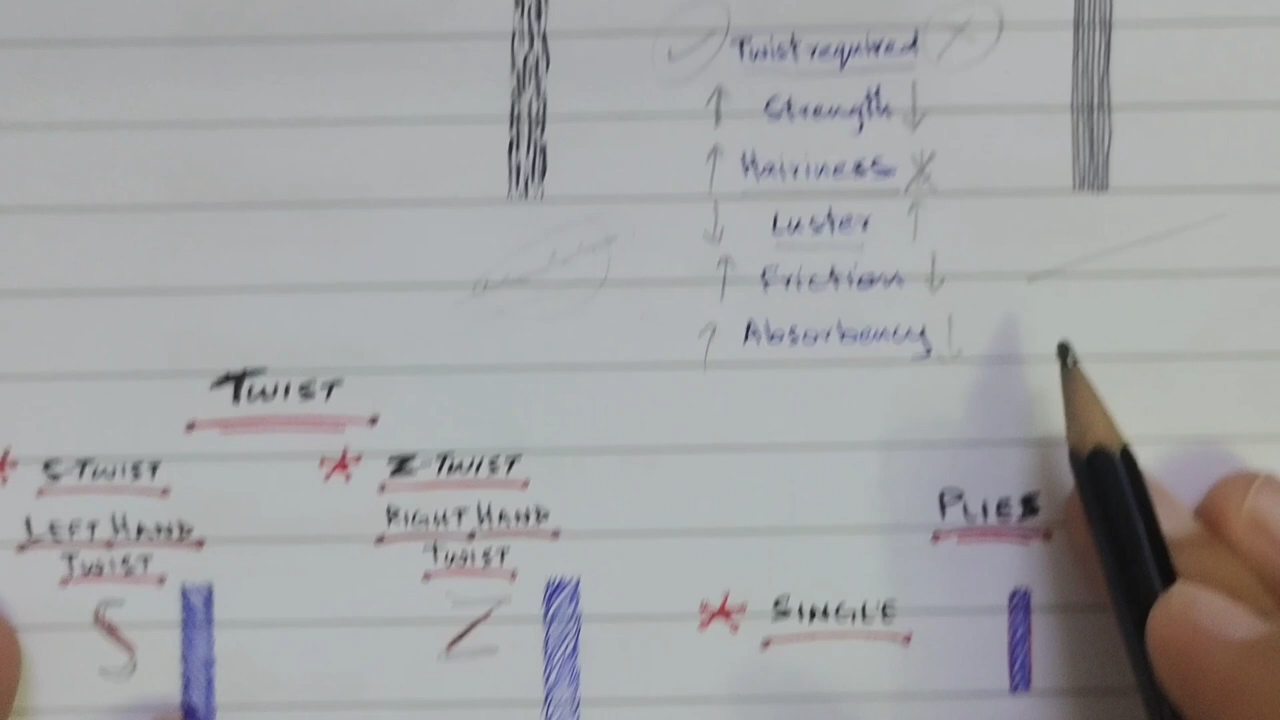 Twist required
Strength
Hairiness
Luster
Friction
Absorbency
TWIST
S-TWIST
LEFT HAND
TWIST
S
Z-TWIST
RIGHT HAND
TWIST
Z
PLIES
SINGLE